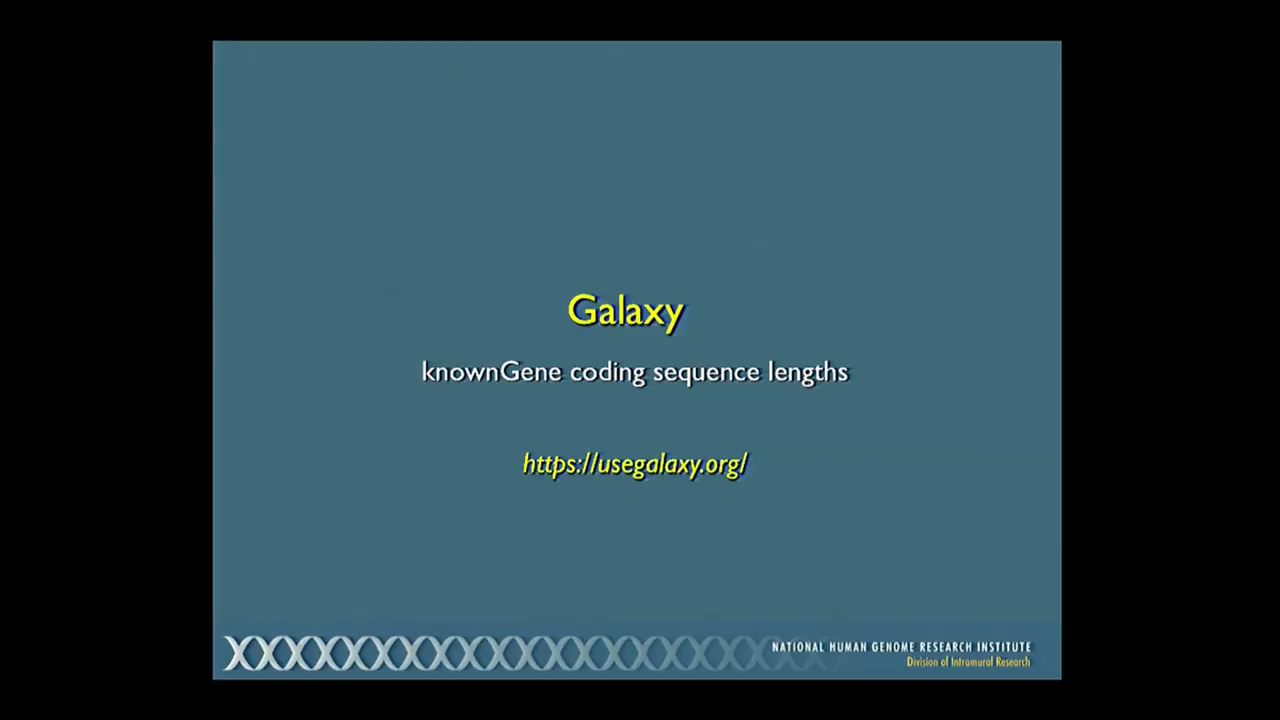 Galaxy
knownGene coding sequence lengths
https://usegalaxy.org/
NATIONAL HUMAN GENOME RESEARCH INSTITUTE
Division of Intramural Research